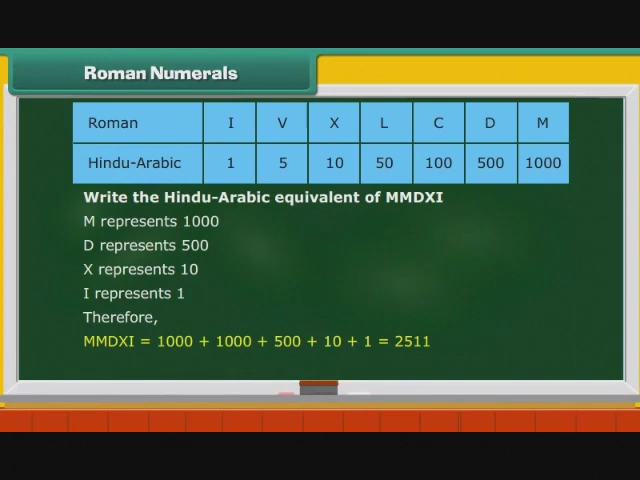 Roman Numerals
Roman I V X L C D M
Hindu-Arabic 1 5 10 50 100 500 1000
Write the Hindu-Arabic equivalent of MMDXI
M represents 1000
D represents 500
X represents 10
I represents 1
Therefore,
MMDXI = 1000 + 1000 + 500 + 10 + 1 = 2511